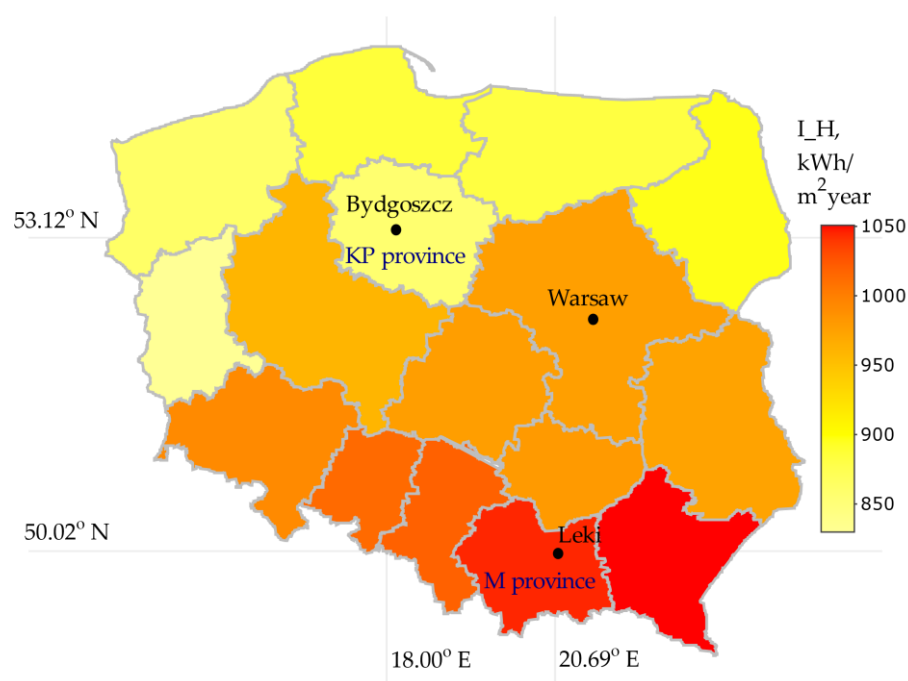 I_H,
kWh/
m²year
Bydgoszcz
53.12° N
1050
KP province
1000
Warsaw
950
900
850
50.02° N
Leki
M province
18.00° E
20.69° E